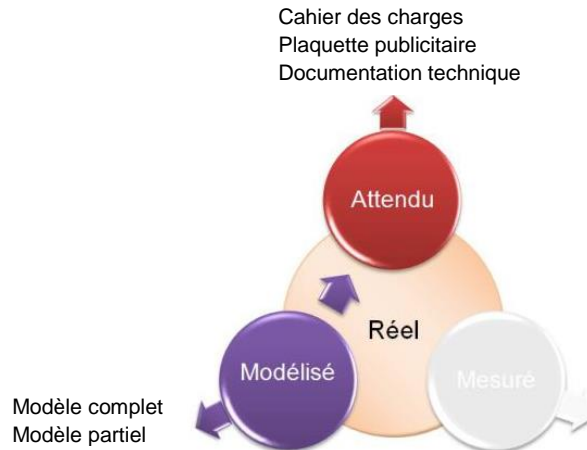 Cahier des charges
Plaquette publicitaire
Documentation technique
Attendu
Réel
Modélisé
Mesuré
Modèle complet
Modèle partiel